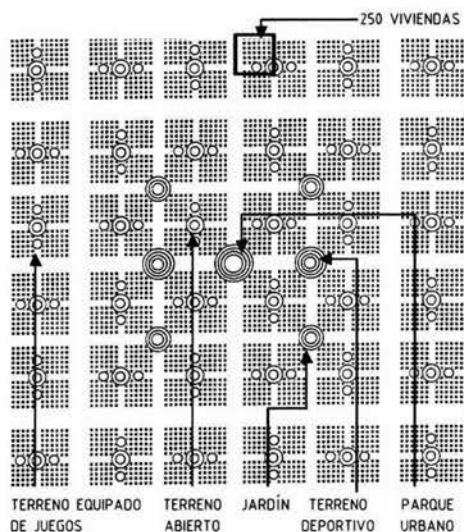 250 VIVIENDAS
TERRENO EQUIPADO
DE JUEGOS
TERRENO
ABIERTO
JARDÍN
TERRENO
DEPORTIVO
PARQUE
URBANO